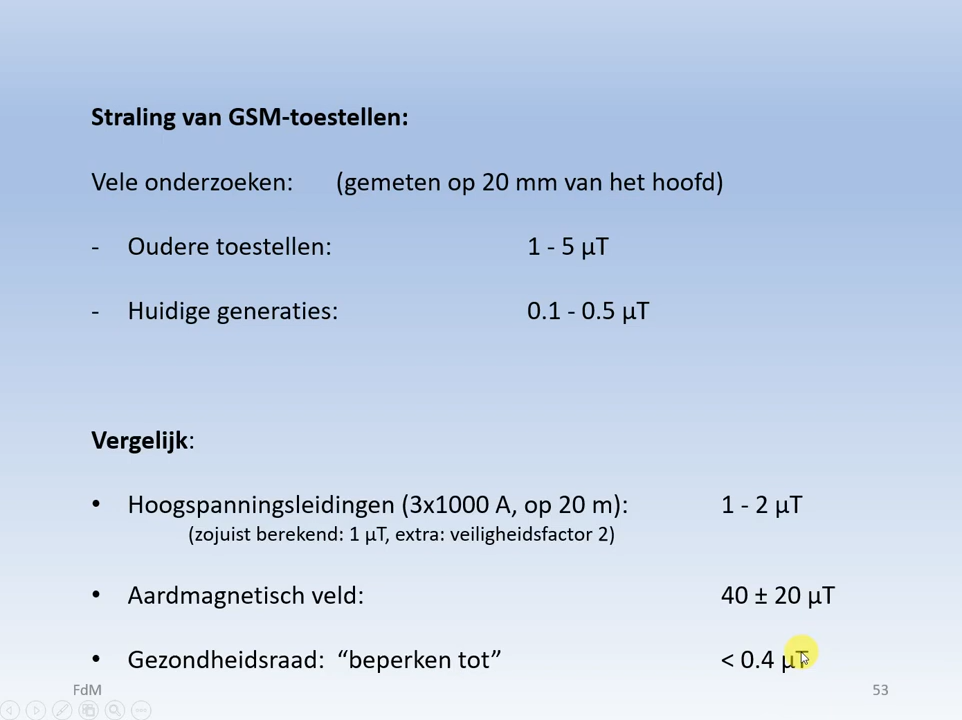 Straling van GSM-toestellen:
Vele onderzoeken: (gemeten op 20 mm van het hoofd)
- Oudere toestellen: 1 - 5 µT
- Huidige generaties: 0.1 - 0.5 µT
Vergelijk:
• Hoogspanningsleidingen (3x1000 A, op 20 m): 1 - 2 µT
(zojuist berekend: 1 µT, extra: veiligheidsfactor 2)
• Aardmagnetisch veld: 40 ± 20 µT
• Gezondheidsraad: “beperken tot” < 0.4 µT
FdM 53